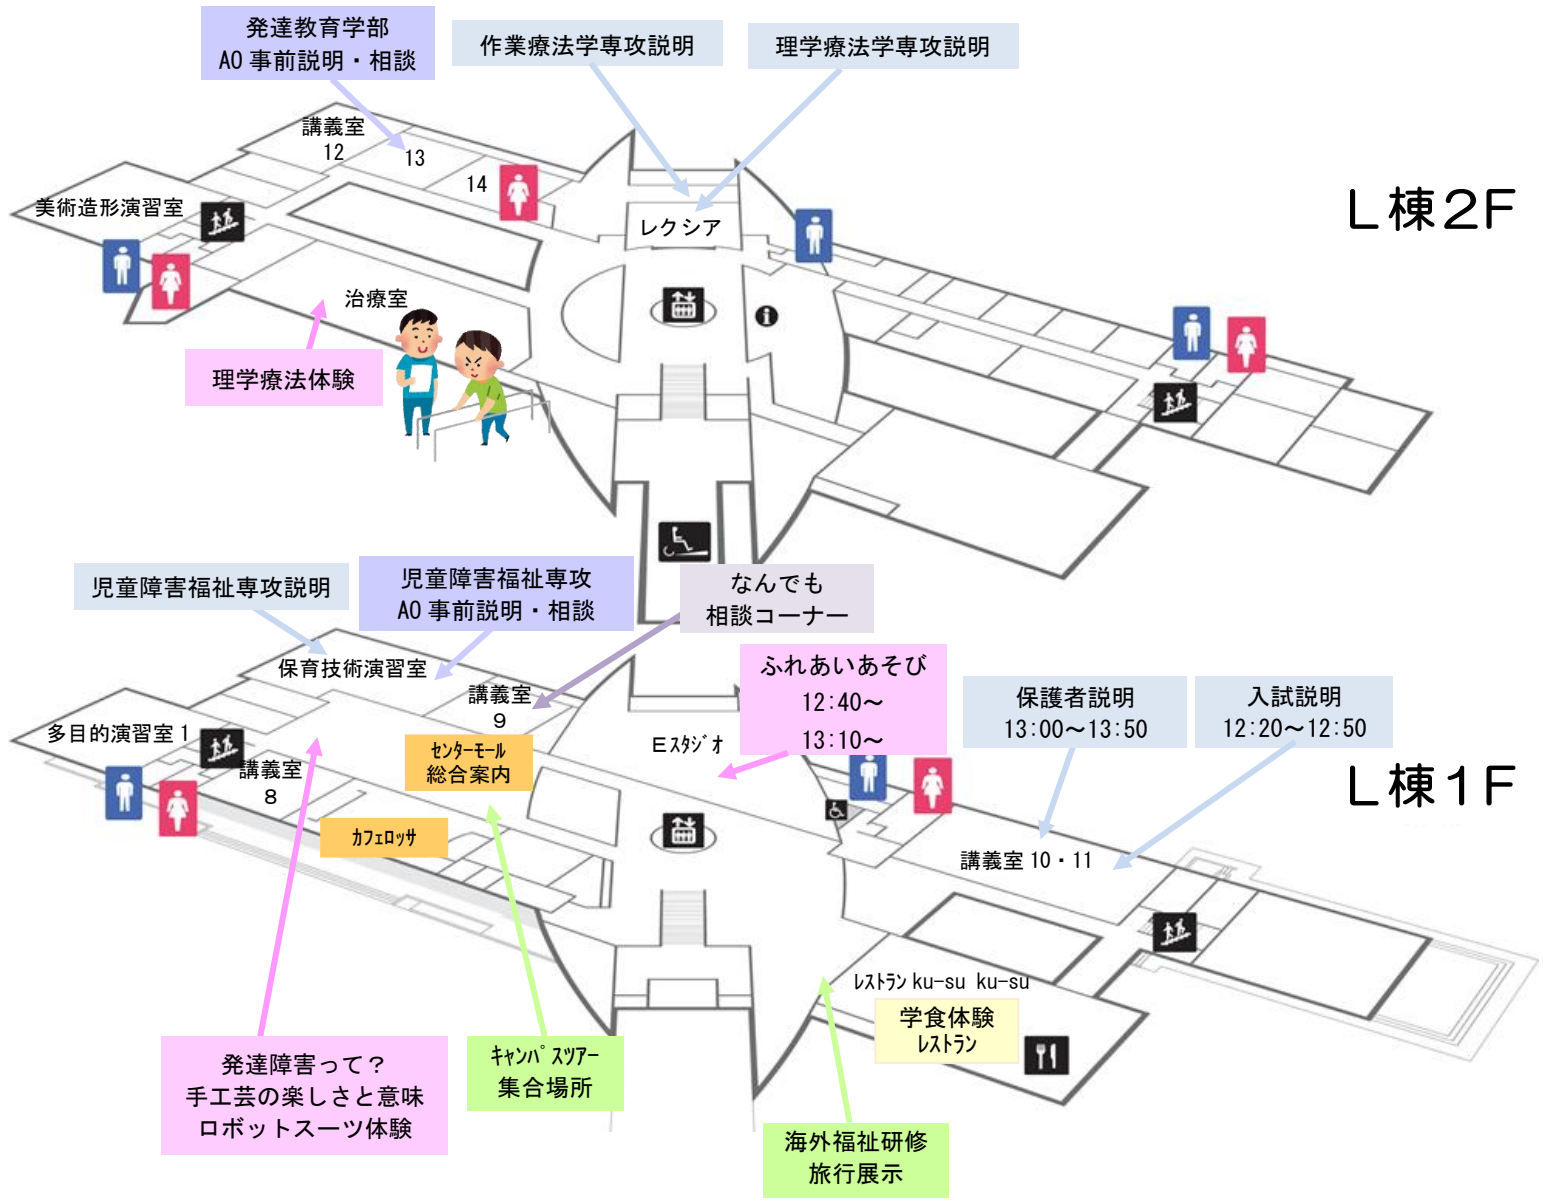 発達教育学部
AO 事前説明・相談
作業療法学専攻説明
理学療法学専攻説明
講義室
12
13
14
美術造形演習室
レクシア
L棟2F
治療室
理学療法体験
児童障害福祉専攻説明
児童障害福祉専攻
AO 事前説明・相談
なんでも
相談コーナー
保育技術演習室
講義室
9
ふれあいあそび
12:40～
13:10～
保護者説明
13:00～13:50
入試説明
12:20～12:50
多目的演習室1
講義室
8
ｾﾝﾀｰﾓｰﾙ
総合案内
Eｽﾀｼﾞｵ
L棟1F
ｶﾌｪﾛｯｻ
講義室 10・11
ﾚｽﾄﾗﾝ ku-su ku-su
学食体験
ﾚｽﾄﾗﾝ
発達障害って？
手工芸の楽しさと意味
ロボットスーツ体験
ｷｬﾝﾊﾟｽﾂｱｰ
集合場所
海外福祉研修
旅行展示